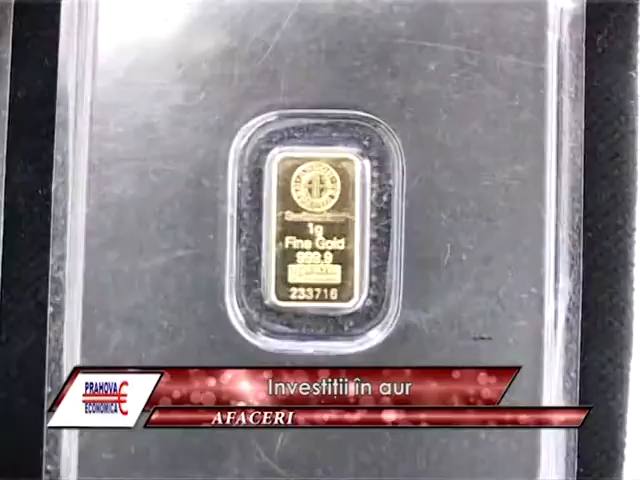 1g
Fine Gold
999.9
233716
PRAHOVA
ECONOMICA
Investiții în aur
AFACERI